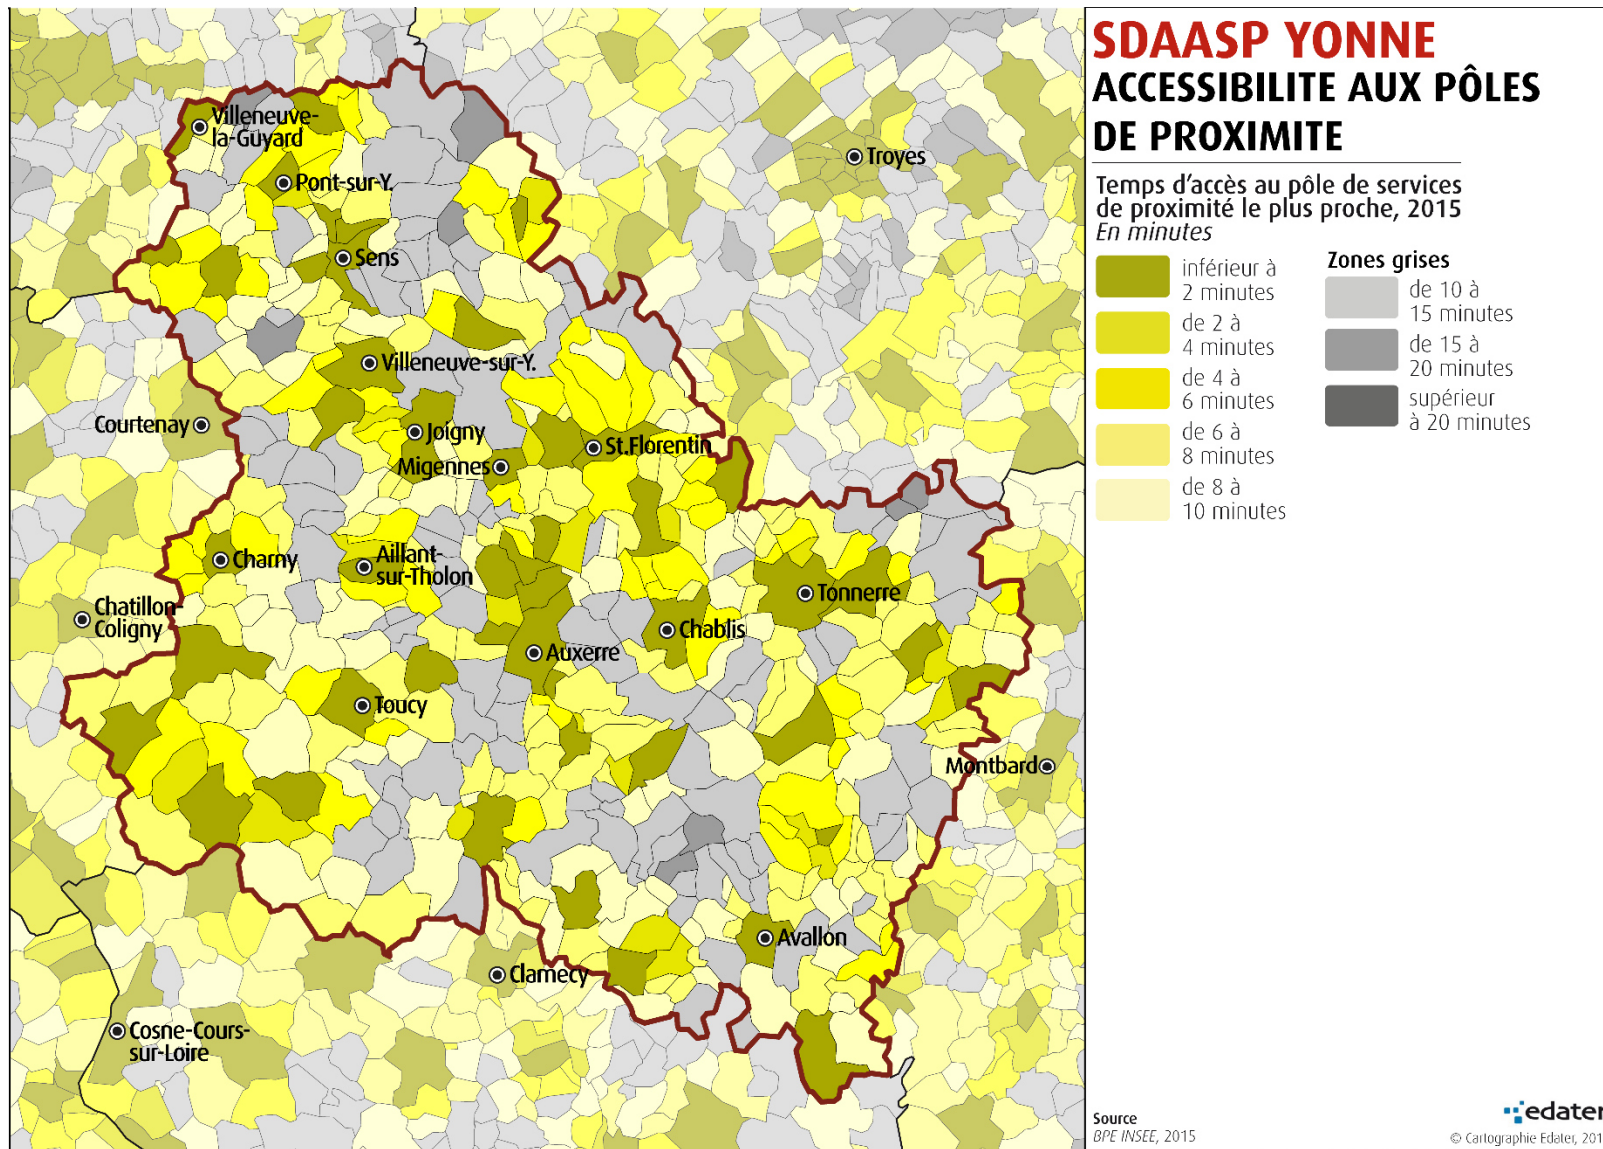 SDAASP YONNE
ACCESSIBILITE AUX PÔLES
DE PROXIMITE
Temps d'accès au pôle de services
de proximité le plus proche, 2015
En minutes
inférieur à
2 minutes
de 2 à
4 minutes
de 4 à
6 minutes
de 6 à
8 minutes
de 8 à
10 minutes
Zones grises
de 10 à
15 minutes
de 15 à
20 minutes
supérieur
à 20 minutes
Villeneuve-
la-Guyard
Troyes
Pont-sur-Y.
Sens
Villeneuve-sur-Y.
Courtenay
Joigny
St.Florentin
Migennes
Charny
Aillant-
sur-Tholon
Tonnerre
Chatillon-
Coligny
Chablis
Auxerre
Toucy
Montbard
Avallon
Clamecy
Cosne-Cours-
sur-Loire
Source
BPE INSEE, 2015
edater
© Cartographie Edater, 201